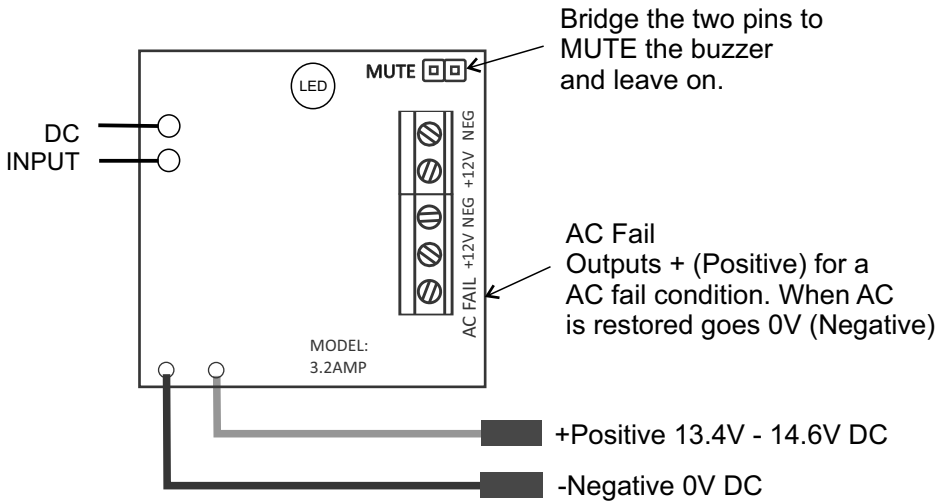 Bridge the two pins to
MUTE the buzzer
and leave on.
MUTE
LED
DC
INPUT
NEG
+12V
NEG
+12V
AC FAIL
AC Fail
Outputs + (Positive) for a
AC fail condition. When AC
is restored goes 0V (Negative)
MODEL:
3.2AMP
+Positive 13.4V - 14.6V DC
-Negative 0V DC